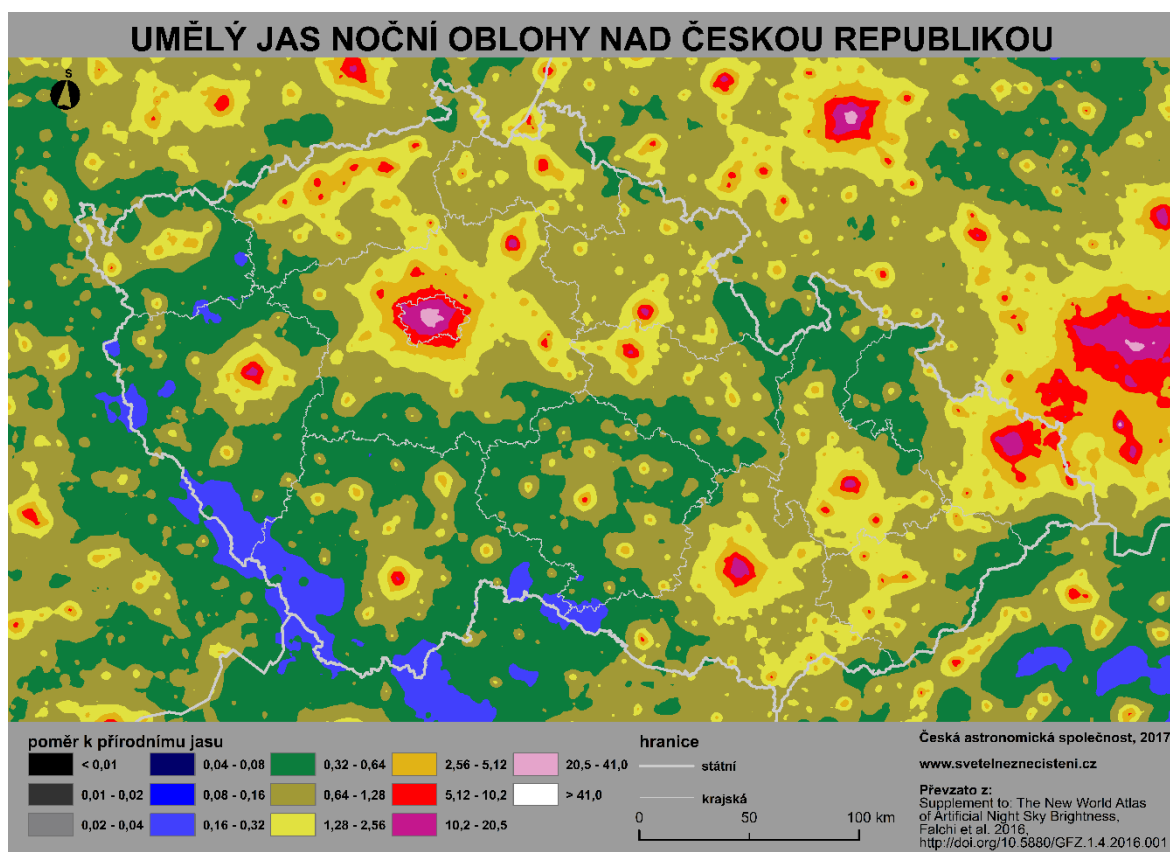 UMĚLÝ JAS NOČNÍ OBLOHY NAD ČESKOU REPUBLIKOU
S
poměr k přírodnímu jasu
< 0,01
0,01 - 0,02
0,02 - 0,04
0,04 - 0,08
0,08 - 0,16
0,16 - 0,32
0,32 - 0,64
0,64 - 1,28
1,28 - 2,56
2,56 - 5,12
5,12 - 10,2
10,2 - 20,5
20,5 - 41,0
> 41,0
hranice
státní
krajská
0 50 100 km
Česká astronomická společnost, 2017
www.svetelneznecisteni.cz
Převzato z:
Supplement to: The New World Atlas
of Artificial Night Sky Brightness,
Falchi et al. 2016,
http://doi.org/10.5880/GFZ.1.4.2016.001